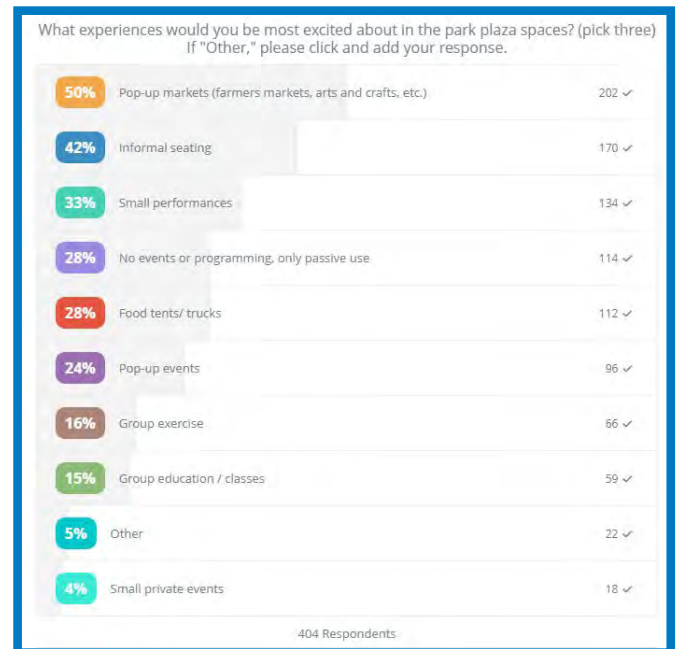 What experiences would you be most excited about in the park plaza spaces? (pick three)
If "Other," please click and add your response.
50% Pop-up markets (farmers markets, arts and crafts, etc.) 202 ✓
42% Informal seating 170 ✓
33% Small performances 134 ✓
28% No events or programming, only passive use 114 ✓
28% Food tents/ trucks 112 ✓
24% Pop-up events 96 ✓
16% Group exercise 66 ✓
15% Group education / classes 59 ✓
5% Other 22 ✓
4% Small private events 18 ✓
404 Respondents